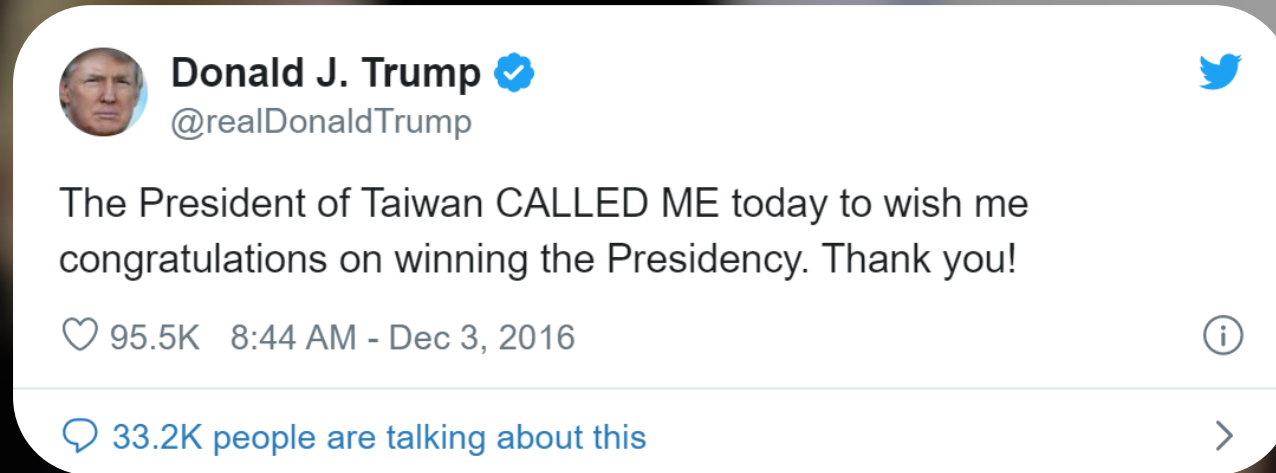 Donald J. Trump
@realDonaldTrump
The President of Taiwan CALLED ME today to wish me
congratulations on winning the Presidency. Thank you!
95.5K 8:44 AM - Dec 3, 2016
33.2K people are talking about this